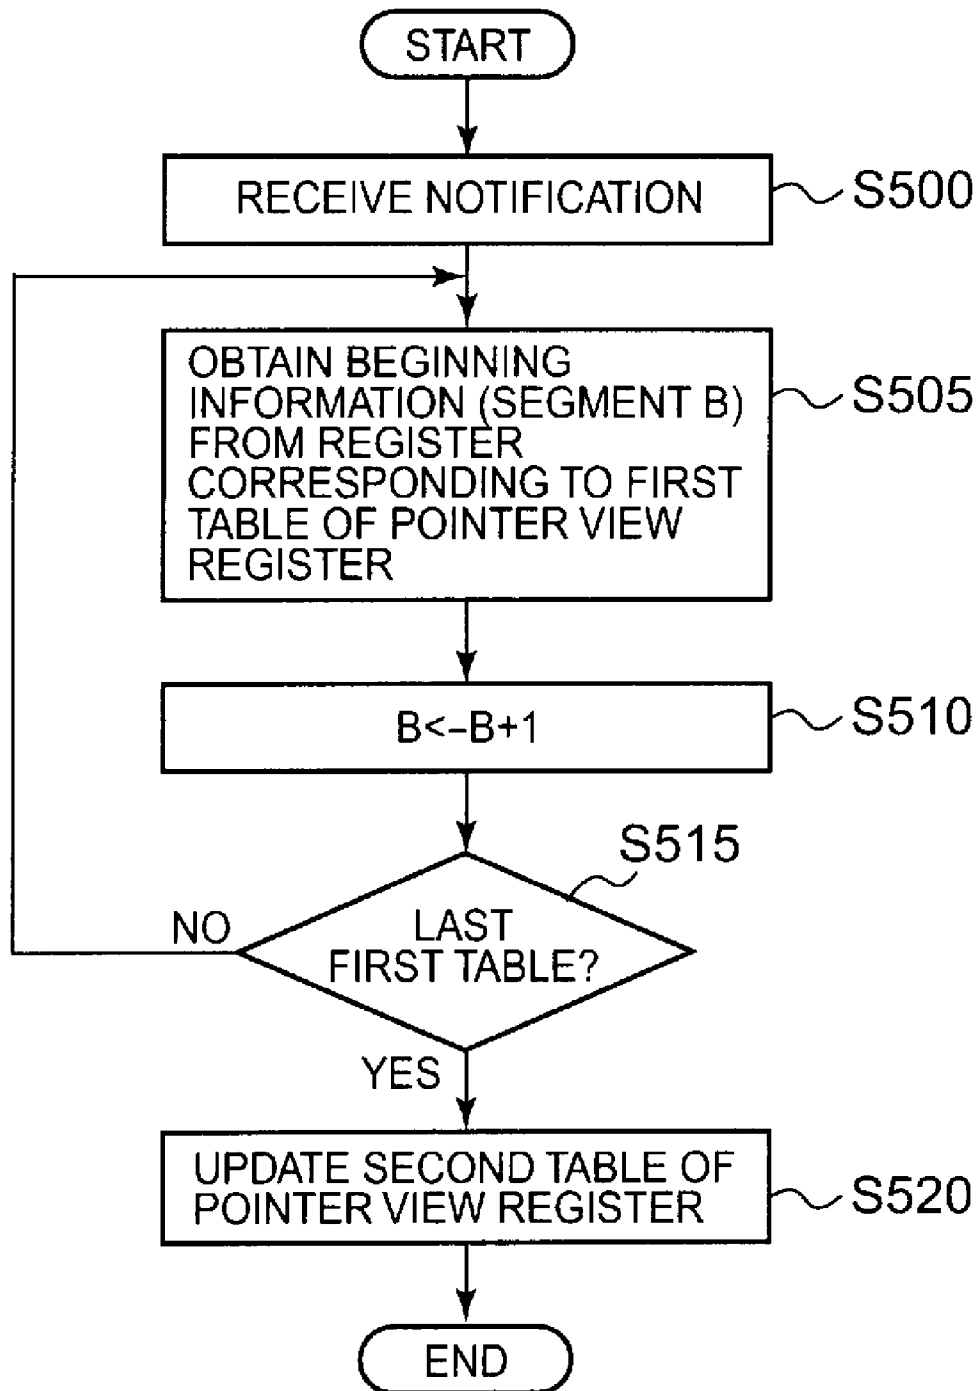 START
RECEIVE NOTIFICATION
S500
OBTAIN BEGINNING
INFORMATION (SEGMENT B)
FROM REGISTER
CORRESPONDING TO FIRST
TABLE OF POINTER VIEW
REGISTER
S505
B<–B+1
S510
S515
LAST
FIRST TABLE?
NO
YES
UPDATE SECOND TABLE OF
POINTER VIEW REGISTER
S520
END